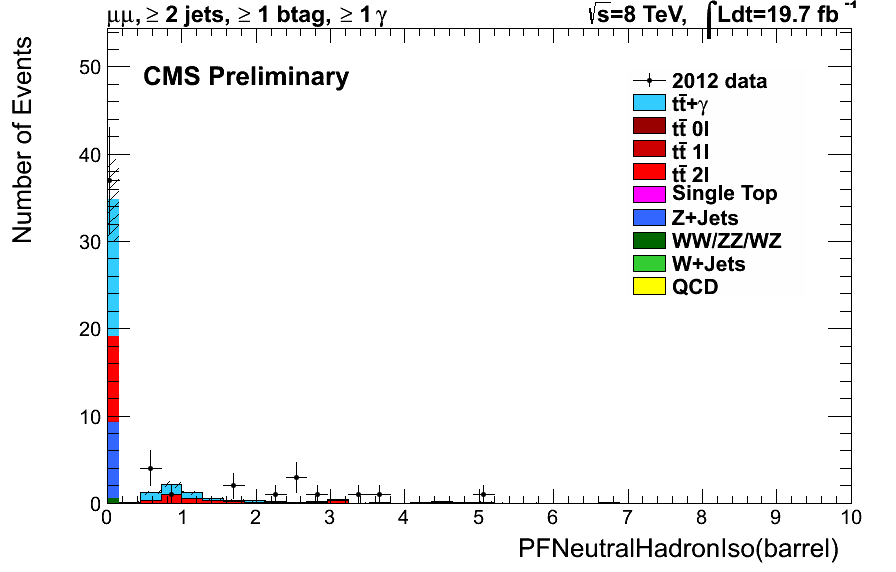 μμ, ≥ 2 jets, ≥ 1 btag, ≥ 1 γ
√s=8 TeV, ∫Ldt=19.7 fb⁻¹
CMS Preliminary
2012 data
tt̄+γ
tt̄ 0l
tt̄ 1l
tt̄ 2l
Single Top
Z+Jets
WW/ZZ/WZ
W+Jets
QCD
Number of Events
50
40
30
20
10
0
0 1 2 3 4 5 6 7 8 9 10
PFNeutralHadronIso(barrel)